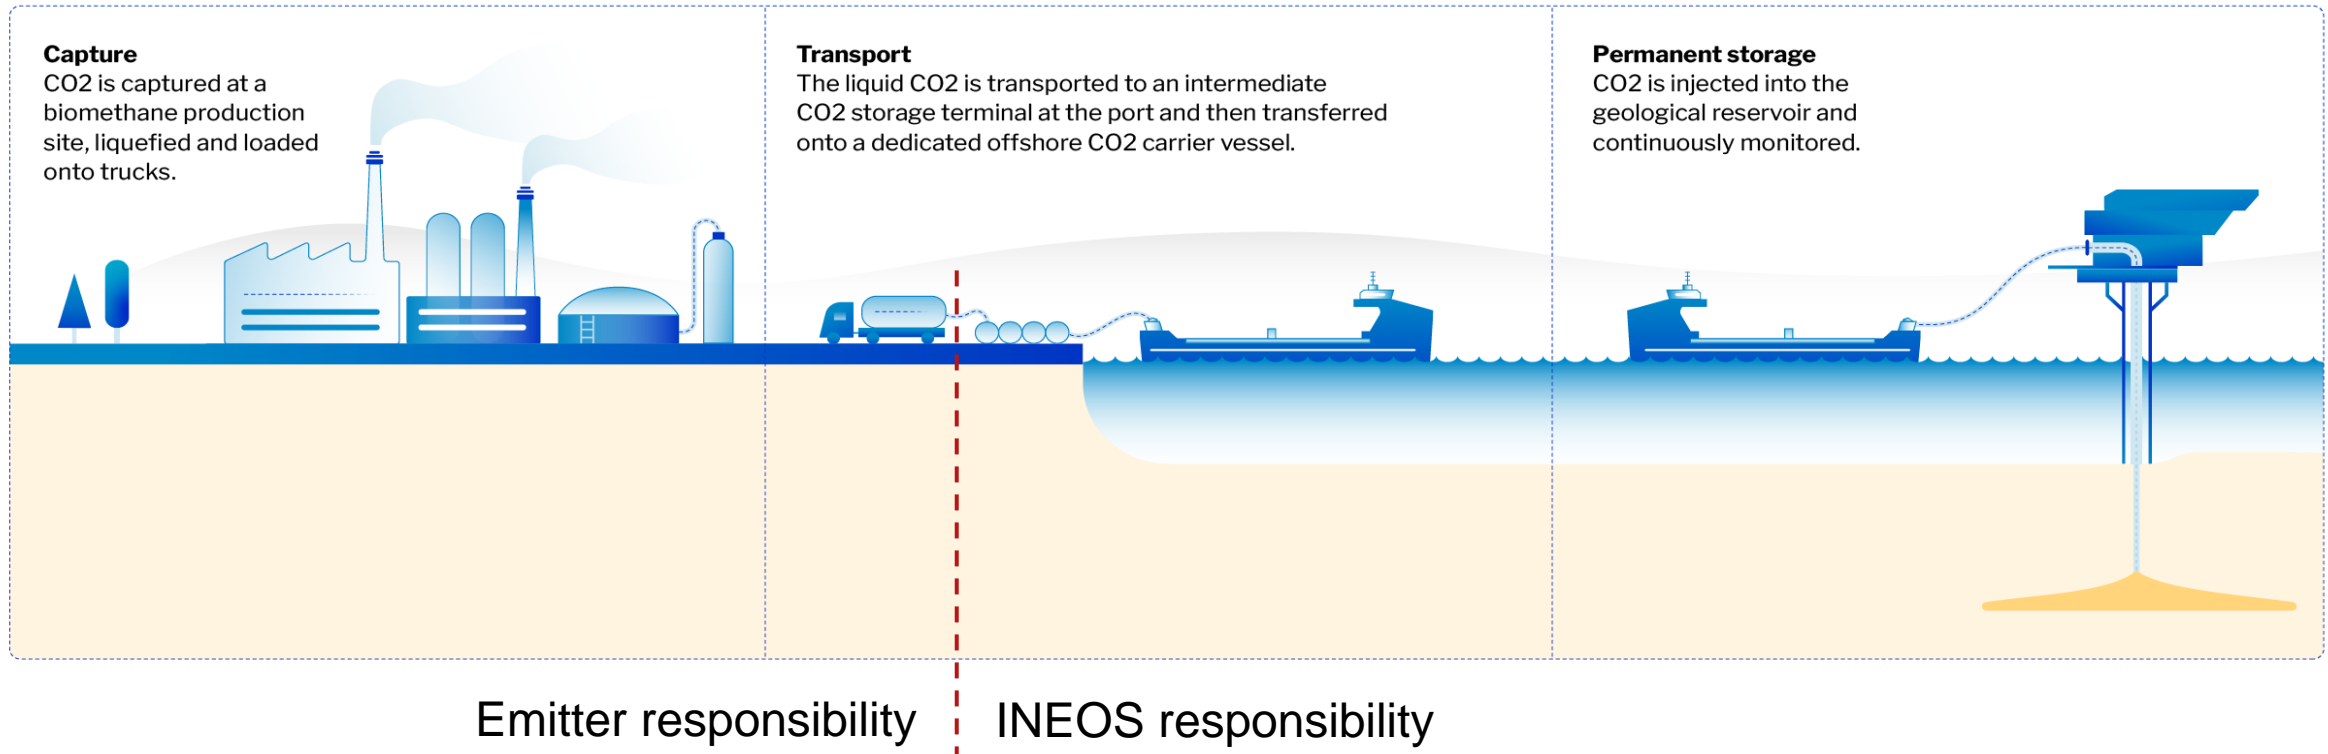 Capture
CO2 is captured at a
biomethane production
site, liquefied and loaded
onto trucks.
Transport
The liquid CO2 is transported to an intermediate
CO2 storage terminal at the port and then transferred
onto a dedicated offshore CO2 carrier vessel.
Permanent storage
CO2 is injected into the
geological reservoir and
continuously monitored.
Emitter responsibility
INEOS responsibility